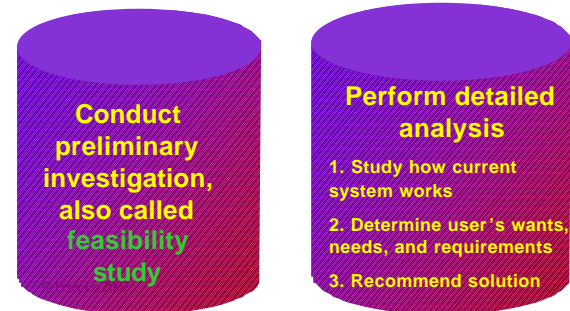 Conduct
preliminary
investigation,
also called
feasibility
study
Perform detailed
analysis
1. Study how current
system works
2. Determine user's wants,
needs, and requirements
3. Recommend solution